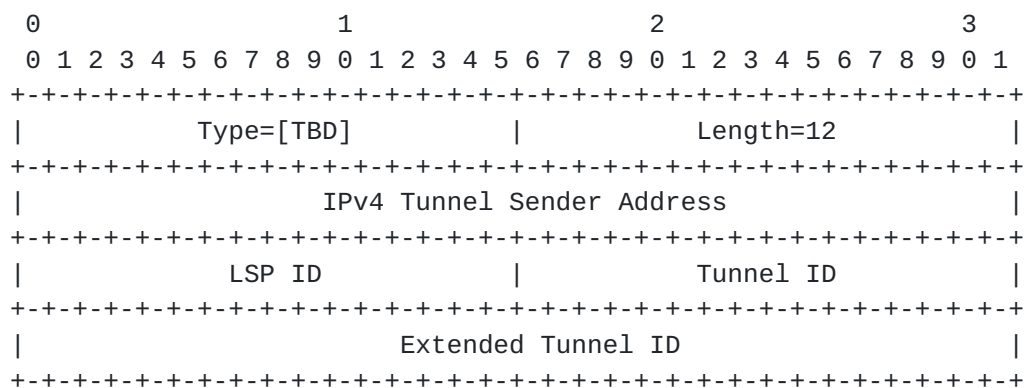 0                   1                   2                   3
 0 1 2 3 4 5 6 7 8 9 0 1 2 3 4 5 6 7 8 9 0 1 2 3 4 5 6 7 8 9 0 1
+-+-+-+-+-+-+-+-+-+-+-+-+-+-+-+-+-+-+-+-+-+-+-+-+-+-+-+-+-+-+-+-+
|           Type=[TBD]          |           Length=12           |
+-+-+-+-+-+-+-+-+-+-+-+-+-+-+-+-+-+-+-+-+-+-+-+-+-+-+-+-+-+-+-+-+
|                   IPv4 Tunnel Sender Address                  |
+-+-+-+-+-+-+-+-+-+-+-+-+-+-+-+-+-+-+-+-+-+-+-+-+-+-+-+-+-+-+-+-+
|             LSP ID            |           Tunnel ID           |
+-+-+-+-+-+-+-+-+-+-+-+-+-+-+-+-+-+-+-+-+-+-+-+-+-+-+-+-+-+-+-+-+
|                        Extended Tunnel ID                     |
+-+-+-+-+-+-+-+-+-+-+-+-+-+-+-+-+-+-+-+-+-+-+-+-+-+-+-+-+-+-+-+-+